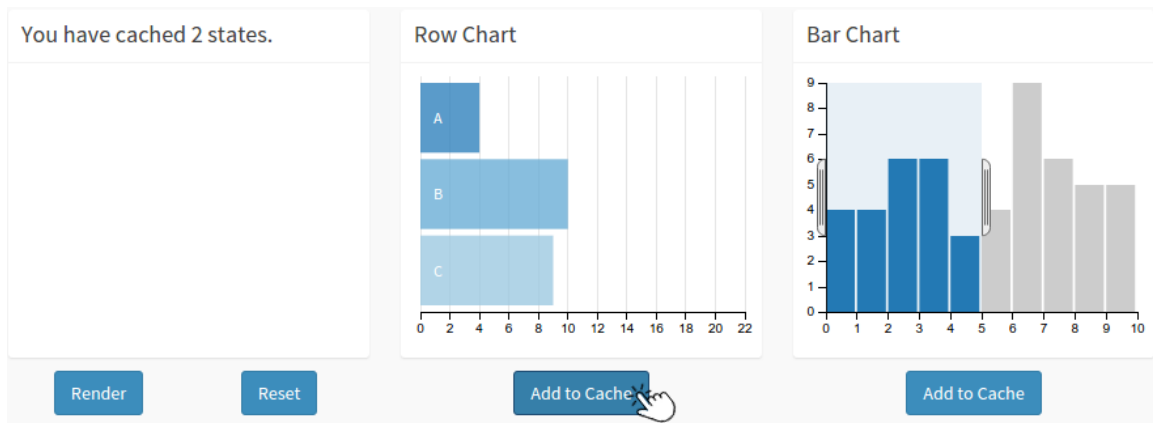 You have cached 2 states.
Render
Reset
Row Chart
A
B
C
0 2 4 6 8 10 12 14 16 18 20 22
Add to Cache
Bar Chart
9
8
7
6
5
4
3
2
1
0
0 1 2 3 4 5 6 7 8 9 10
Add to Cache